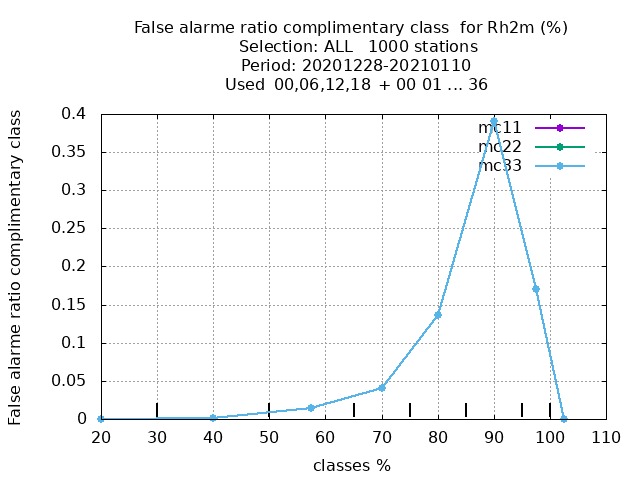 False alarme ratio complimentary class  for Rh2m (%)
Selection: ALL   1000 stations
Period: 20201228-20210110
Used  00,06,12,18  + 00 01 ... 36
False alarme ratio complimentary class
0.4
0.35
0.3
0.25
0.2
0.15
0.1
0.05
0
mc11
mc22
mc33
20 30 40 50 60 70 80 90 100 110
classes %